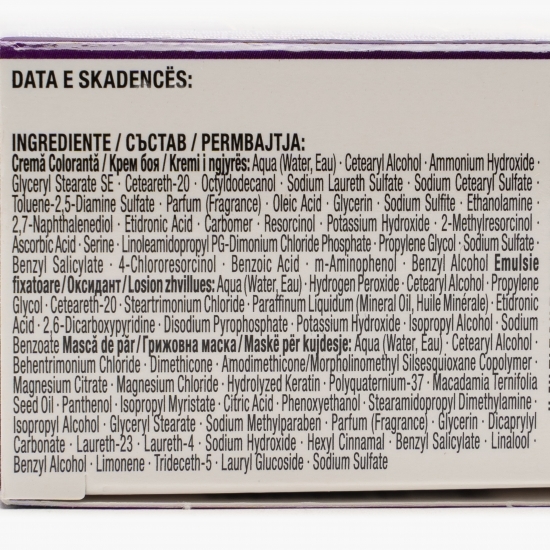 DATA E SKADENCËS:
INGREDIENTE / СЪСТАВ / PERMBAJTJA:
Cremă Colorantă / Крем боя / Kremi i ngjyrës: Aqua (Water, Eau) · Cetearyl Alcohol · Ammonium Hydroxide ·
Glyceryl Stearate SE · Ceteareth-20 · Octyldodecanol · Sodium Laureth Sulfate · Sodium Cetearyl Sulfate ·
Toluene-2,5-Diamine Sulfate · Parfum (Fragrance) · Oleic Acid · Glycerin · Sodium Sulfite · Ethanolamine ·
2,7-Naphthalenediol · Etidronic Acid · Carbomer · Resorcinol · Potassium Hydroxide · 2-Methylresorcinol ·
Ascorbic Acid · Serine · Linoleamidopropyl PG-Dimonium Chloride Phosphate · Propylene Glycol · Sodium Sulfate ·
Benzyl Salicylate · 4-Chlororesorcinol · Benzoic Acid · m-Aminophenol · Benzyl Alcohol Emulsie
fixatoare / Оксидант / Losion zhvillues: Aqua (Water, Eau) · Hydrogen Peroxide · Cetearyl Alcohol · Propylene
Glycol · Ceteareth-20 · Steartrimonium Chloride · Paraffinum Liquidum (Mineral Oil, Huile Minérale) · Etidronic
Acid · 2,6-Dicarboxypyridine · Disodium Pyrophosphate · Potassium Hydroxide · Isopropyl Alcohol · Sodium
Benzoate Mască de păr / Грижовна маска / Maskë për kujdesje: Aqua (Water, Eau) · Cetearyl Alcohol ·
Behentrimonium Chloride · Dimethicone · Amodimethicone/Morpholinomethyl Silsesquioxane Copolymer ·
Magnesium Citrate · Magnesium Chloride · Hydrolyzed Keratin · Polyquaternium-37 · Macadamia Ternifolia
Seed Oil · Panthenol · Isopropyl Myristate · Citric Acid · Phenoxyethanol · Stearamidopropyl Dimethylamine ·
Isopropyl Alcohol · Glyceryl Stearate · Sodium Methylparaben · Parfum (Fragrance) · Glycerin · Dicaprylyl
Carbonate · Laureth-23 · Laureth-4 · Sodium Hydroxide · Hexyl Cinnamal · Benzyl Salicylate · Linalool ·
Benzyl Alcohol · Limonene · Trideceth-5 · Lauryl Glucoside · Sodium Sulfate